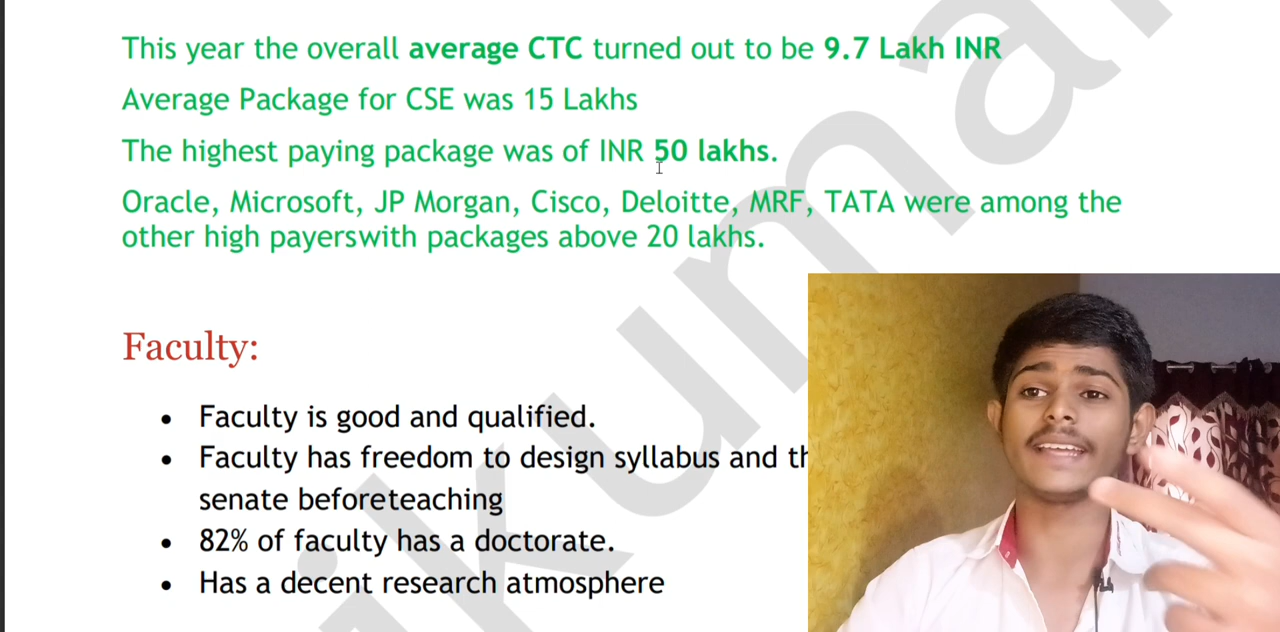 This year the overall average CTC turned out to be 9.7 Lakh INR
Average Package for CSE was 15 Lakhs
The highest paying package was of INR 50 lakhs.
Oracle, Microsoft, JP Morgan, Cisco, Deloitte, MRF, TATA were among the
other high payerswith packages above 20 lakhs.
Faculty:
• Faculty is good and qualified.
• Faculty has freedom to design syllabus and
senate beforeteaching
• 82% of faculty has a doctorate.
• Has a decent research atmosphere